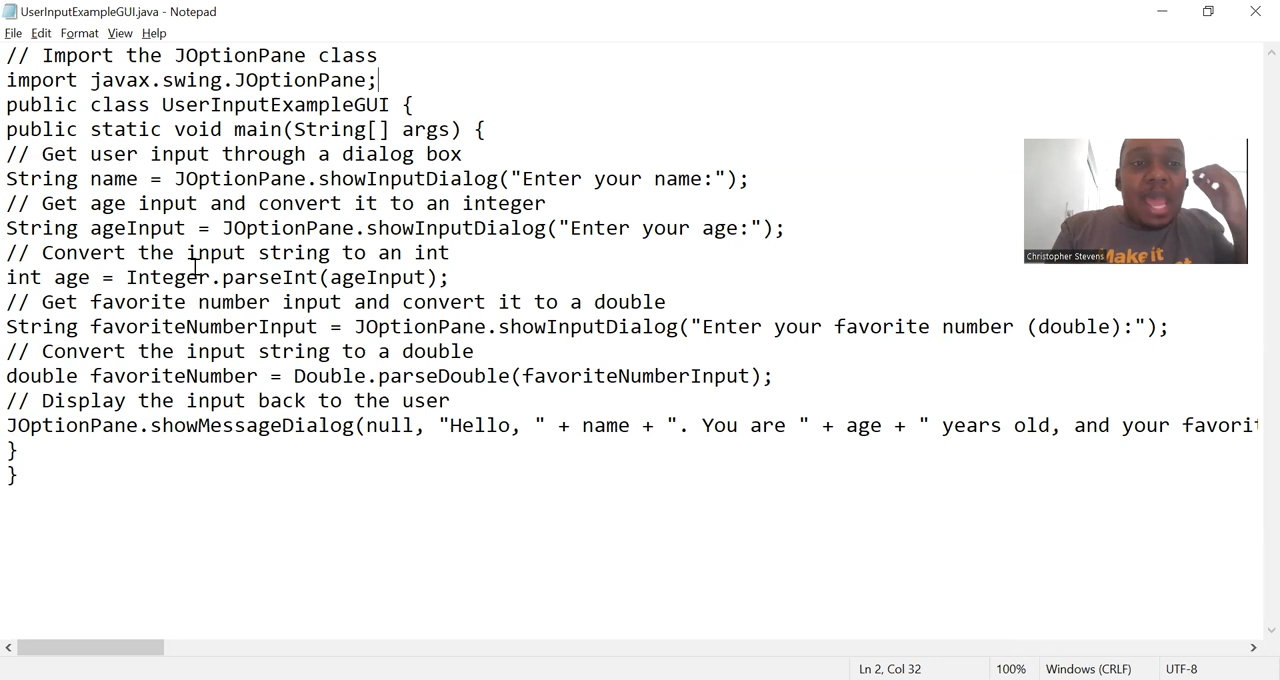 UserInputExampleGUI.java - Notepad
File Edit Format View Help
// Import the JOptionPane class
import javax.swing.JOptionPane;
public class UserInputExampleGUI {
public static void main(String[] args) {
// Get user input through a dialog box
String name = JOptionPane.showInputDialog("Enter your name:");
// Get age input and convert it to an integer
String ageInput = JOptionPane.showInputDialog("Enter your age:");
// Convert the input string to an int
int age = Integer.parseInt(ageInput);
// Get favorite number input and convert it to a double
String favoriteNumberInput = JOptionPane.showInputDialog("Enter your favorite number (double):");
// Convert the input string to a double
double favoriteNumber = Double.parseDouble(favoriteNumberInput);
// Display the input back to the user
JOptionPane.showMessageDialog(null, "Hello, " + name + ". You are " + age + " years old, and your favorit
}
}
Make it
Christopher Stevens
Ln 2, Col 32 100% Windows (CRLF) UTF-8